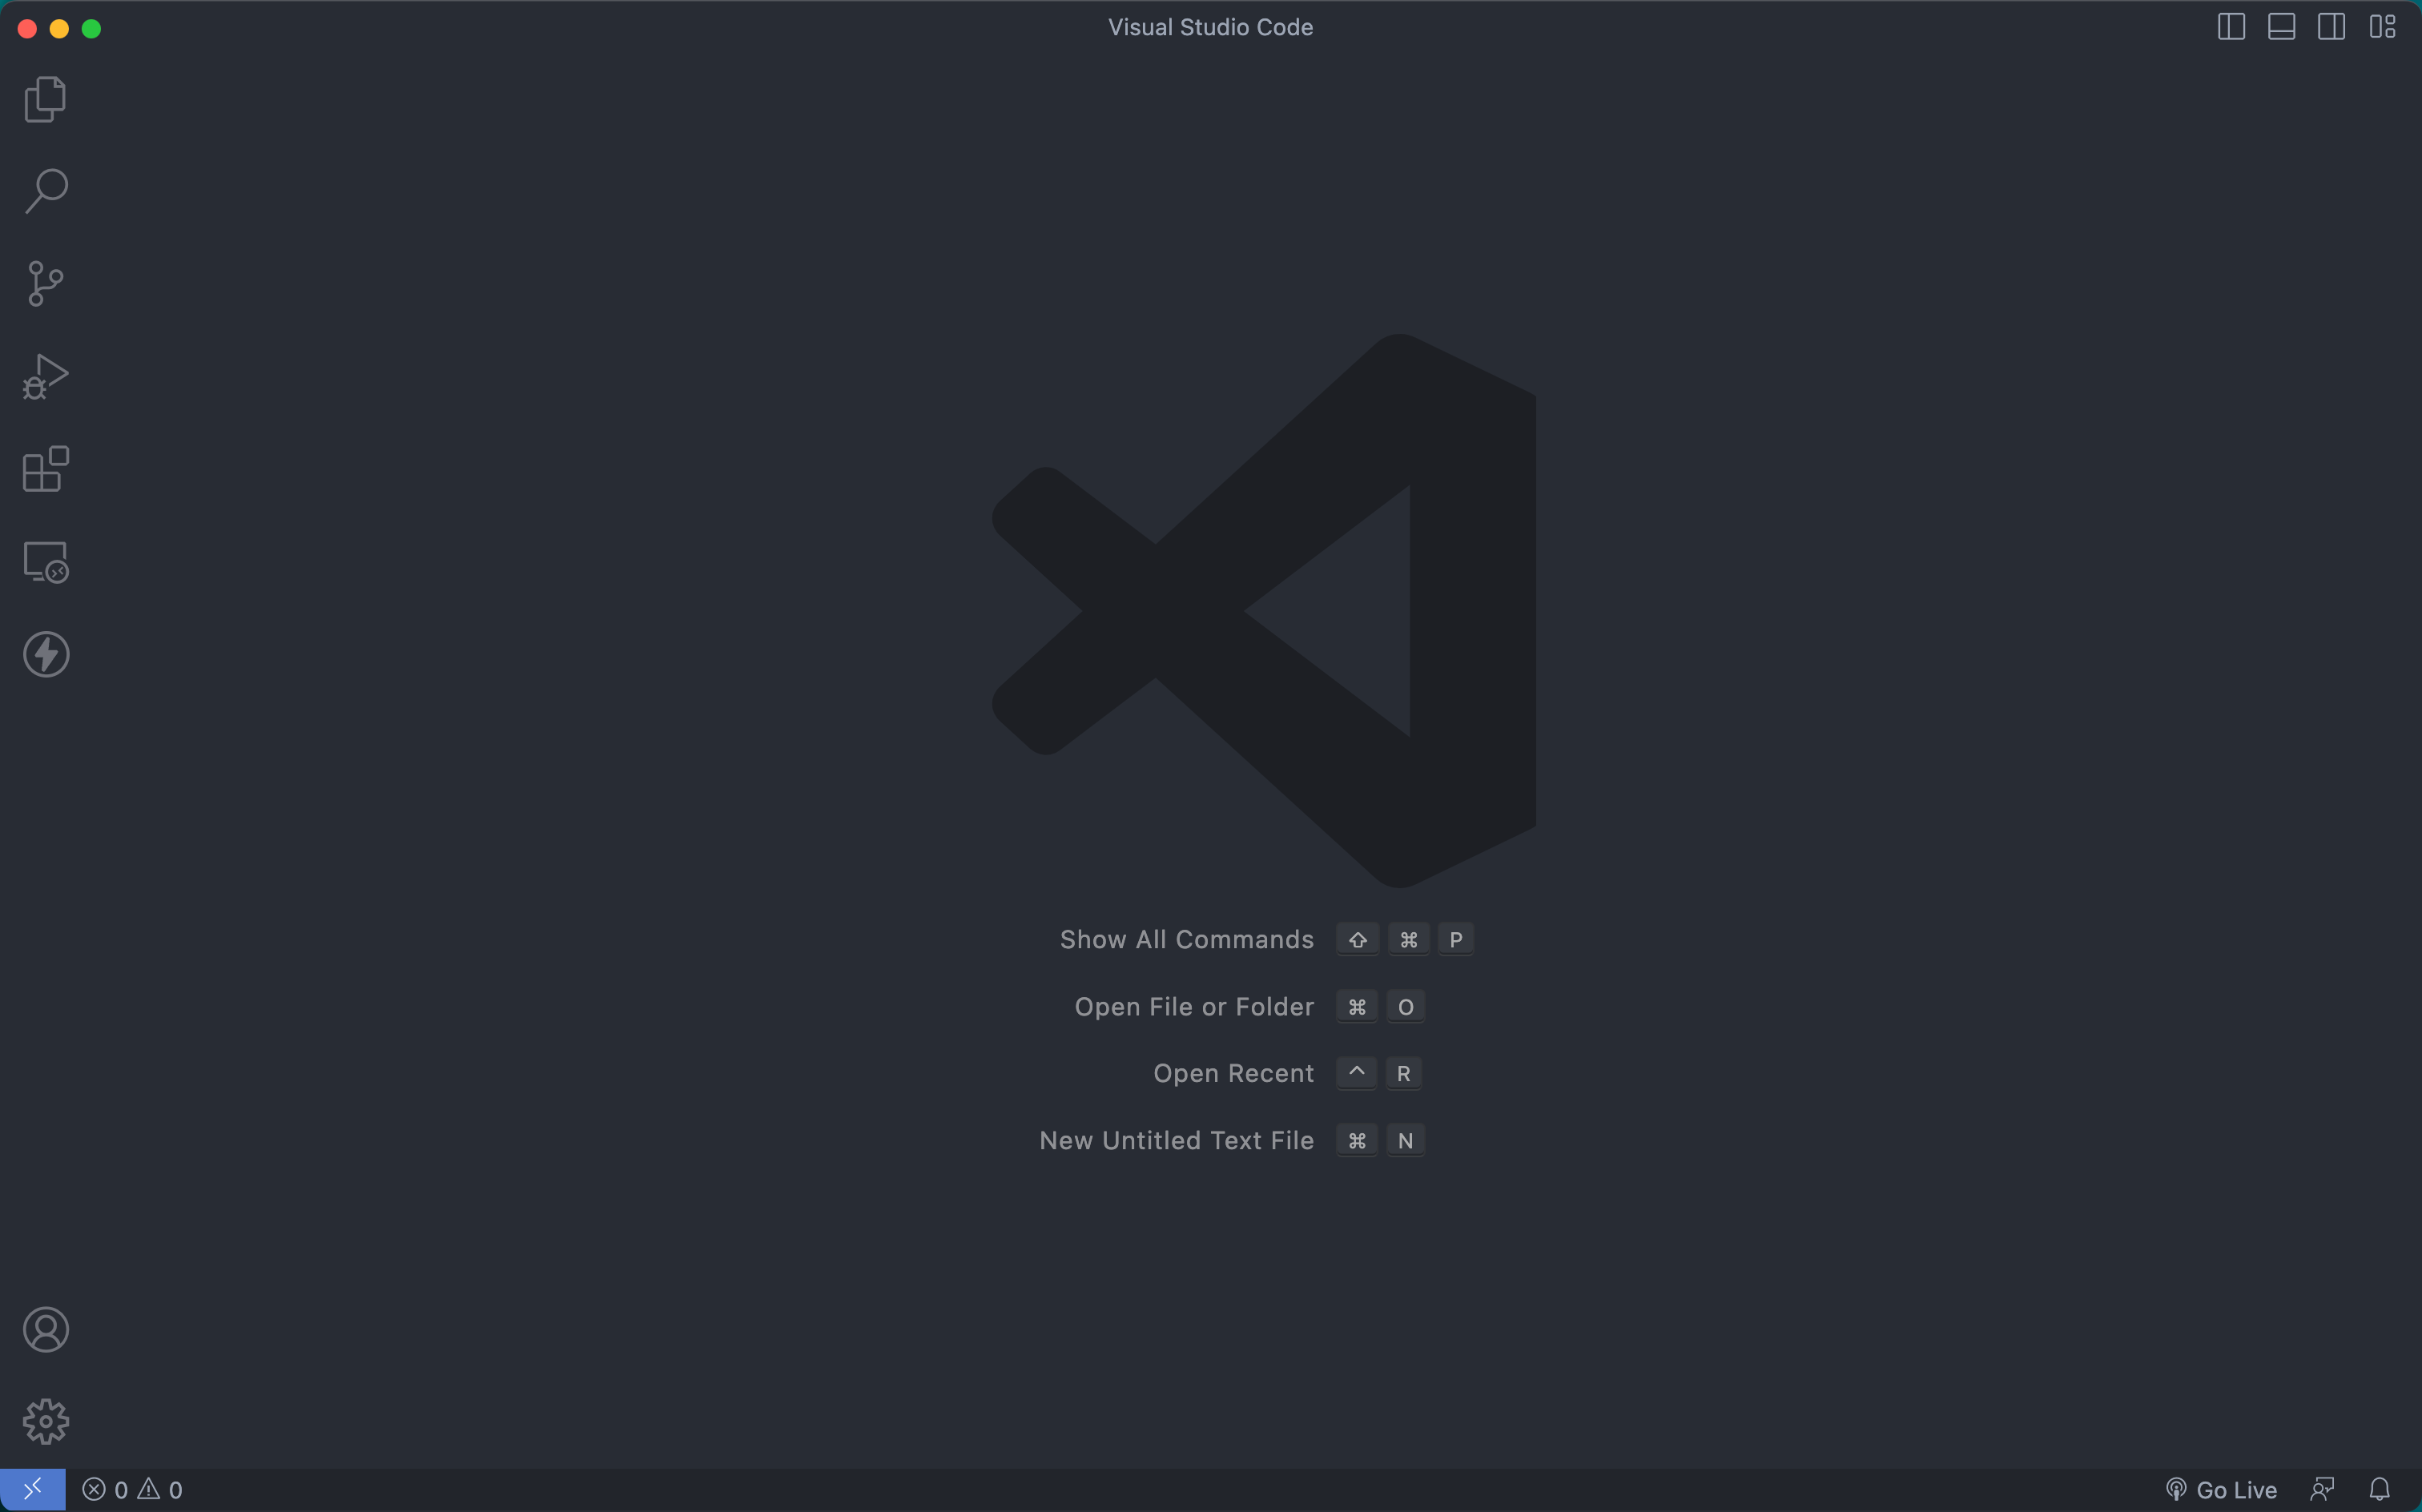 Visual Studio Code
Show All Commands ⇧ ⌘ P
Open File or Folder ⌘ O
Open Recent ^ R
New Untitled Text File ⌘ N
0 0
Go Live